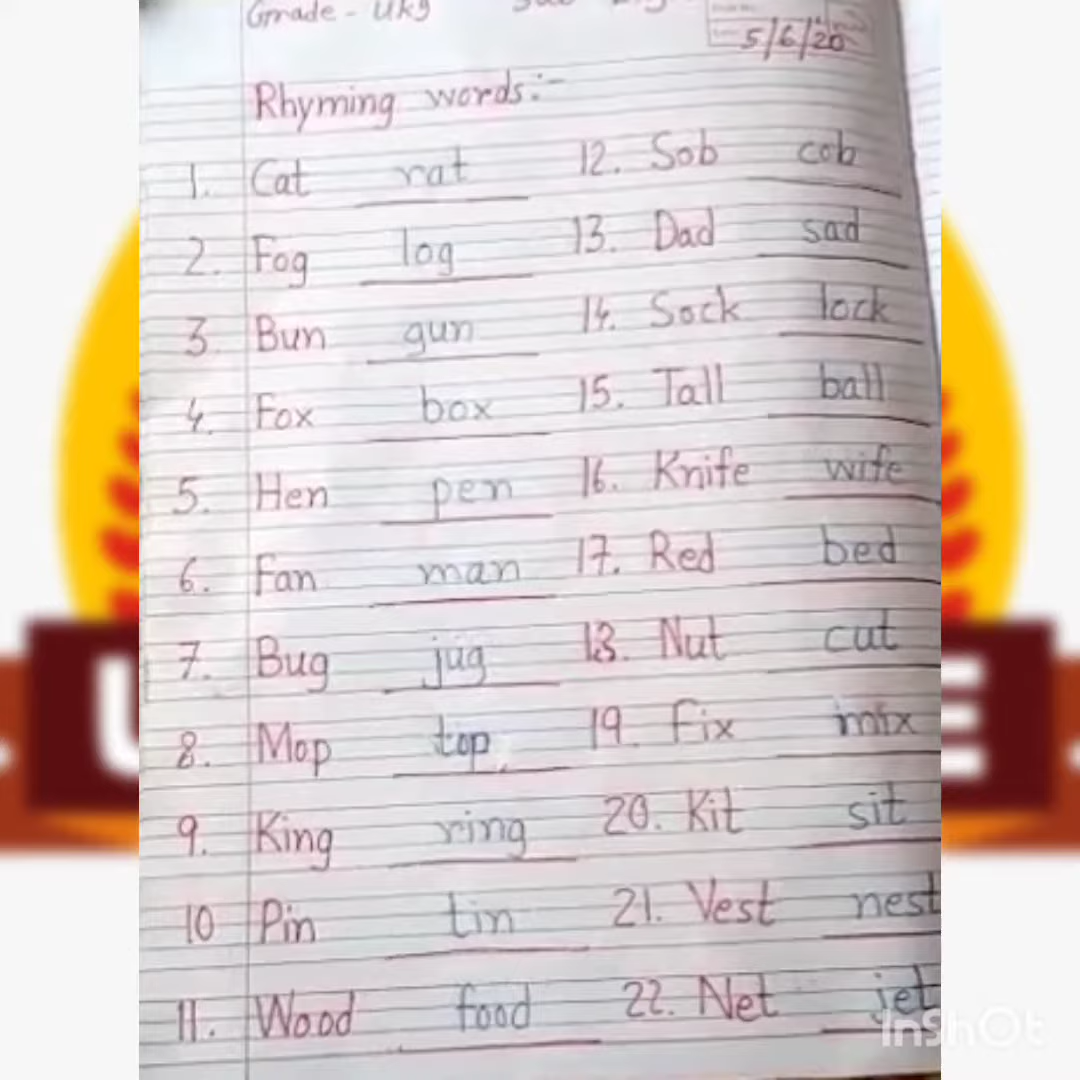 Grade - Ukg
5/6/20
Rhyming words:-
1. Cat rat
2. Fog log
3. Bun gun
4. Fox box
5. Hen pen
6. Fan man
7. Bug jug
8. Mop top
9. King ring
10 Pin tin
11. Wood food
12. Sob cob
13. Dad sad
14. Sock lock
15. Tall ball
16. Knife wife
17. Red bed
18. Nut cut
19. Fix mix
20. Kit sit
21. Vest nest
22. Net jet
InShOt